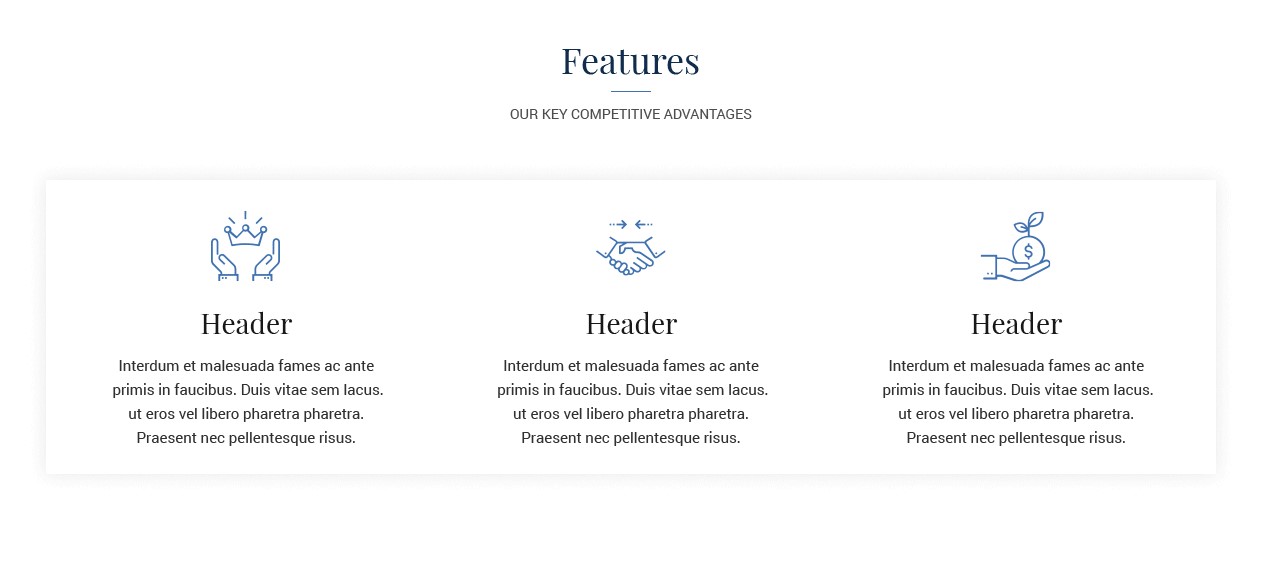 Features
OUR KEY COMPETITIVE ADVANTAGES
$
$
Header
Interdum et malesuada fames ac ante
primis in faucibus. Duis vitae sem lacus.
ut eros vel libero pharetra pharetra.
Praesent nec pellentesque risus.
Header
Interdum et malesuada fames ac ante
primis in faucibus. Duis vitae sem lacus.
ut eros vel libero pharetra pharetra.
Praesent nec pellentesque risus.
Header
Interdum et malesuada fames ac ante
primis in faucibus. Duis vitae sem lacus.
ut eros vel libero pharetra pharetra.
Praesent nec pellentesque risus.